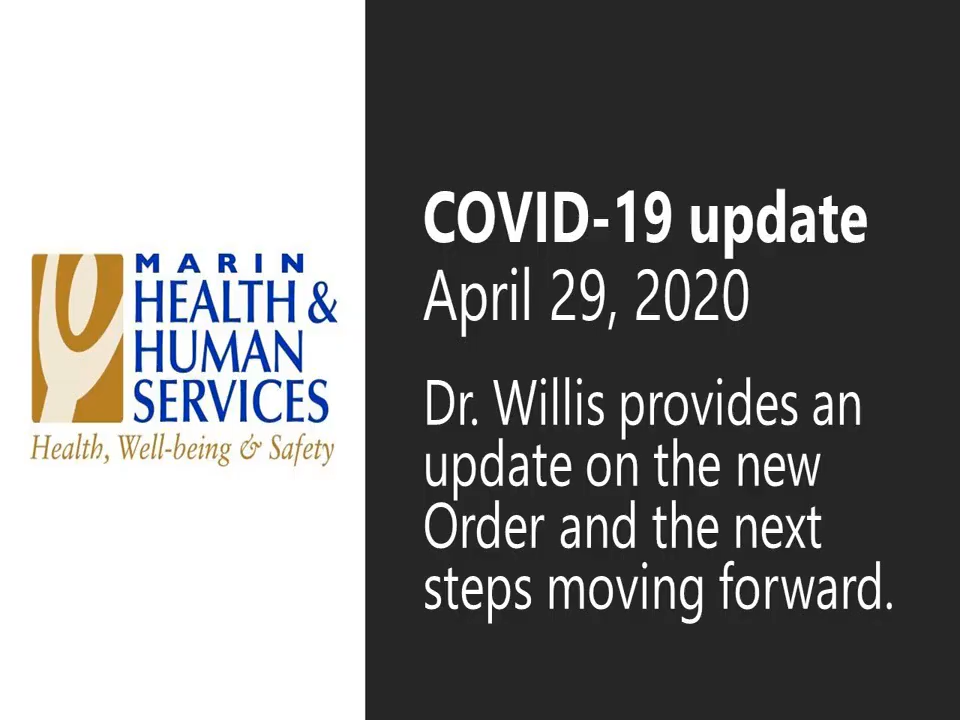 MARIN
HEALTH &
HUMAN
SERVICES
Health, Well-being & Safety
COVID-19 update
April 29, 2020
Dr. Willis provides an
update on the new
Order and the next
steps moving forward.